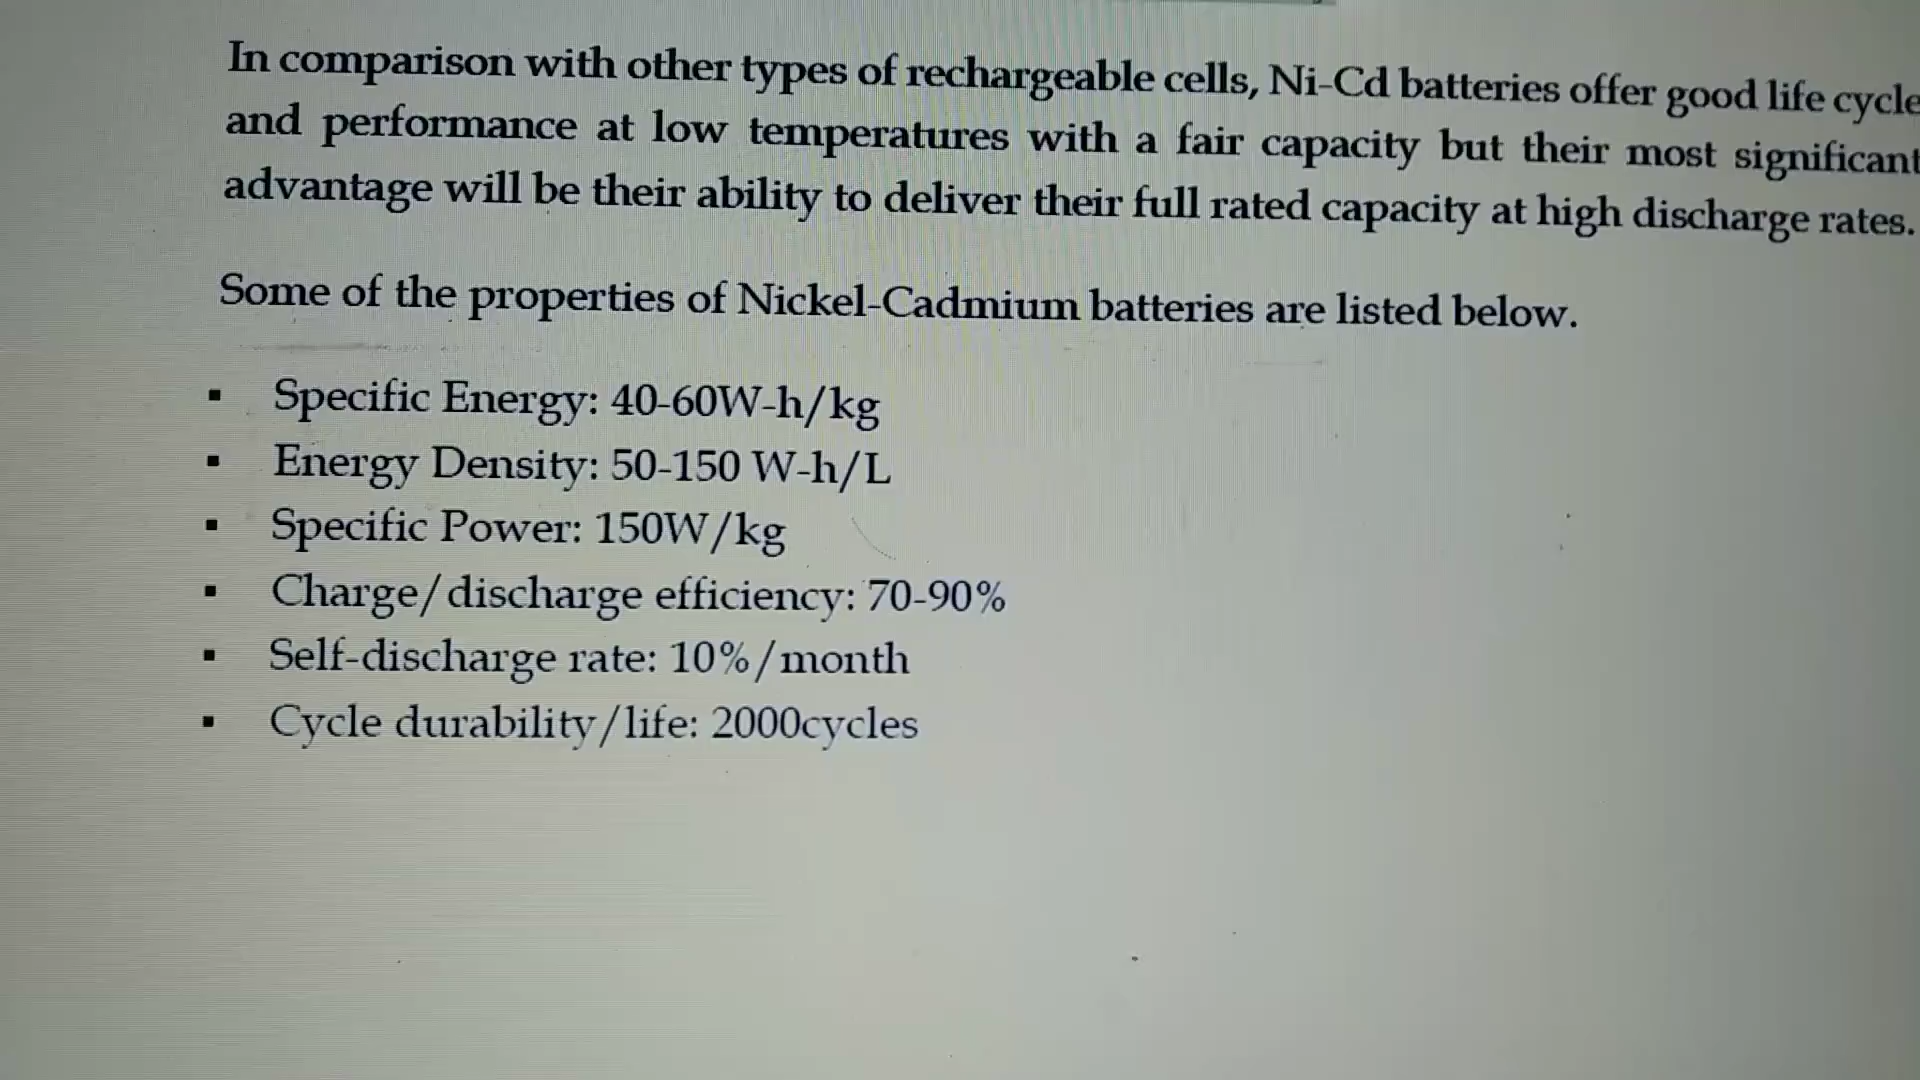 In comparison with other types of rechargeable cells, Ni-Cd batteries offer good life cycle
and performance at low temperatures with a fair capacity but their most significant
advantage will be their ability to deliver their full rated capacity at high discharge rates.
Some of the properties of Nickel-Cadmium batteries are listed below.
▪ Specific Energy: 40-60W-h/kg
▪ Energy Density: 50-150 W-h/L
▪ Specific Power: 150W/kg
▪ Charge/discharge efficiency: 70-90%
▪ Self-discharge rate: 10%/month
▪ Cycle durability/life: 2000cycles